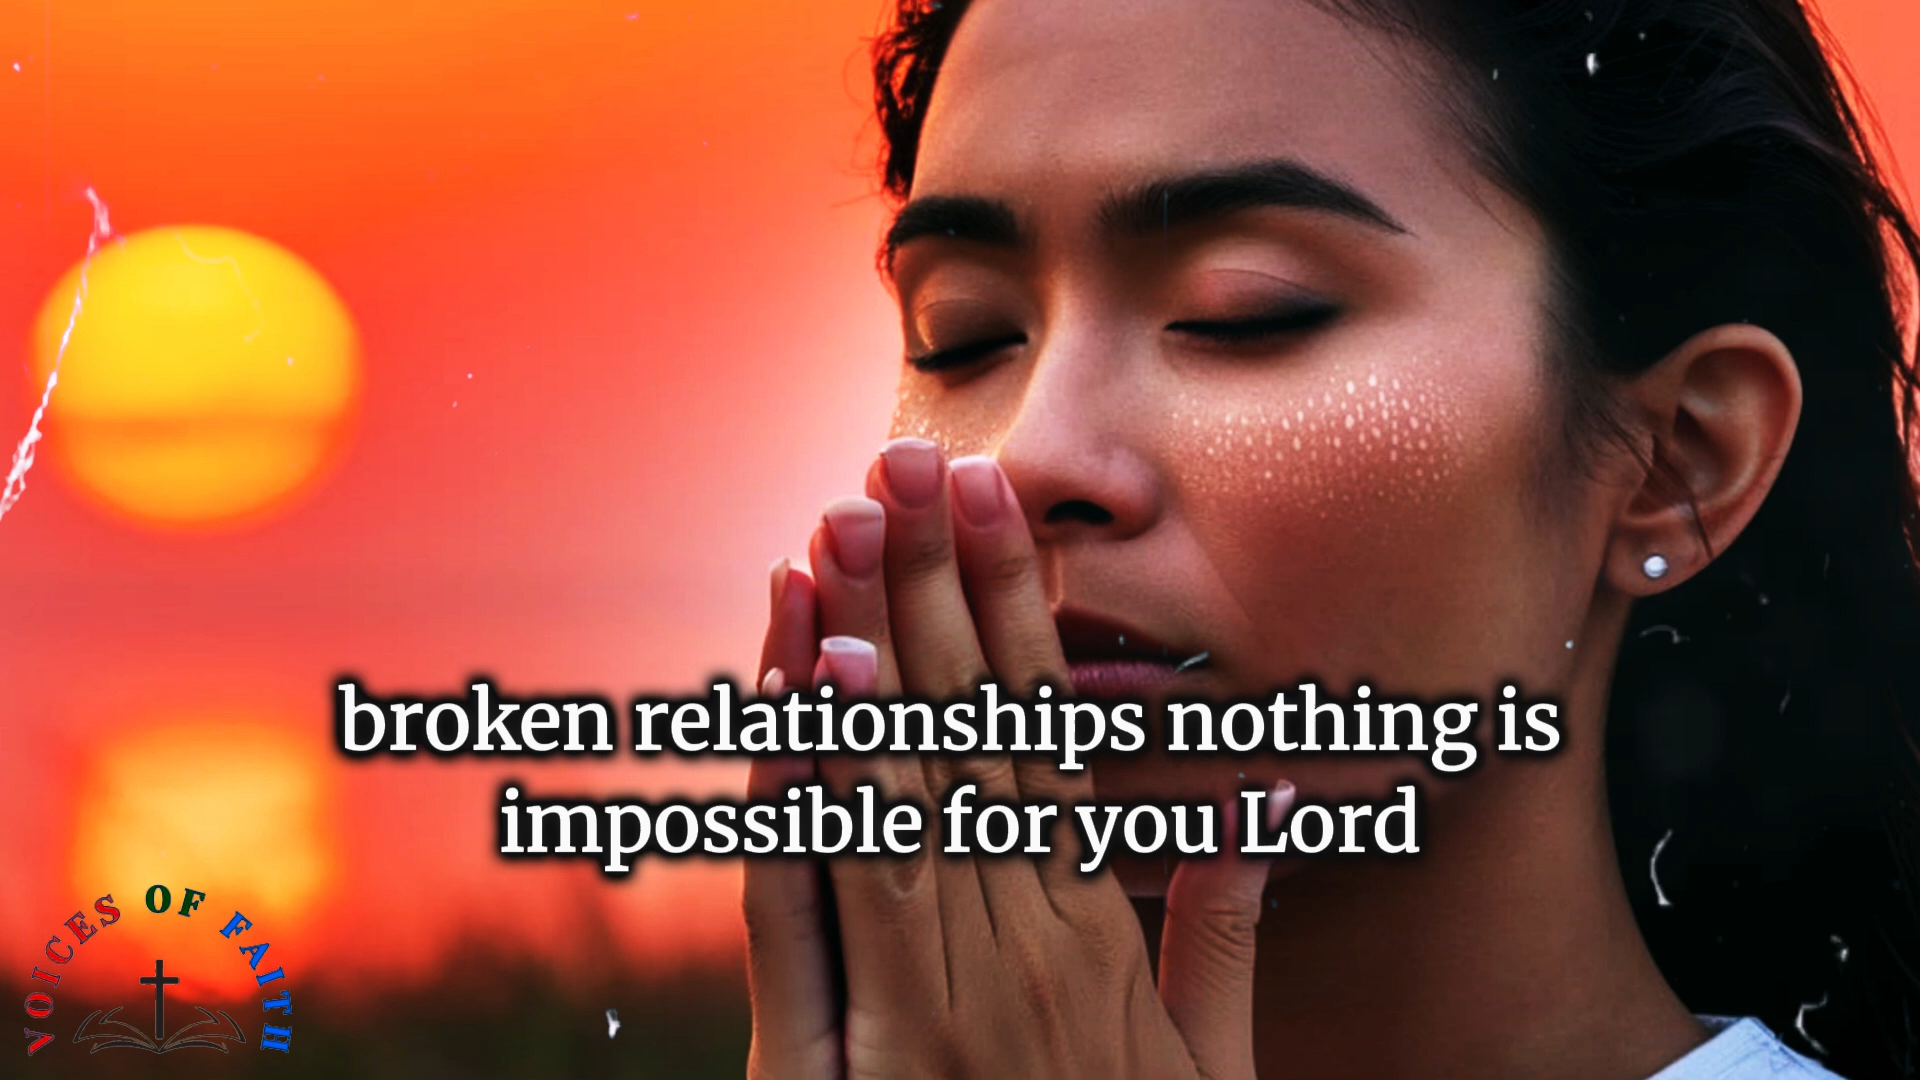 broken relationships nothing is
impossible for you Lord
VOICES OF FAITH